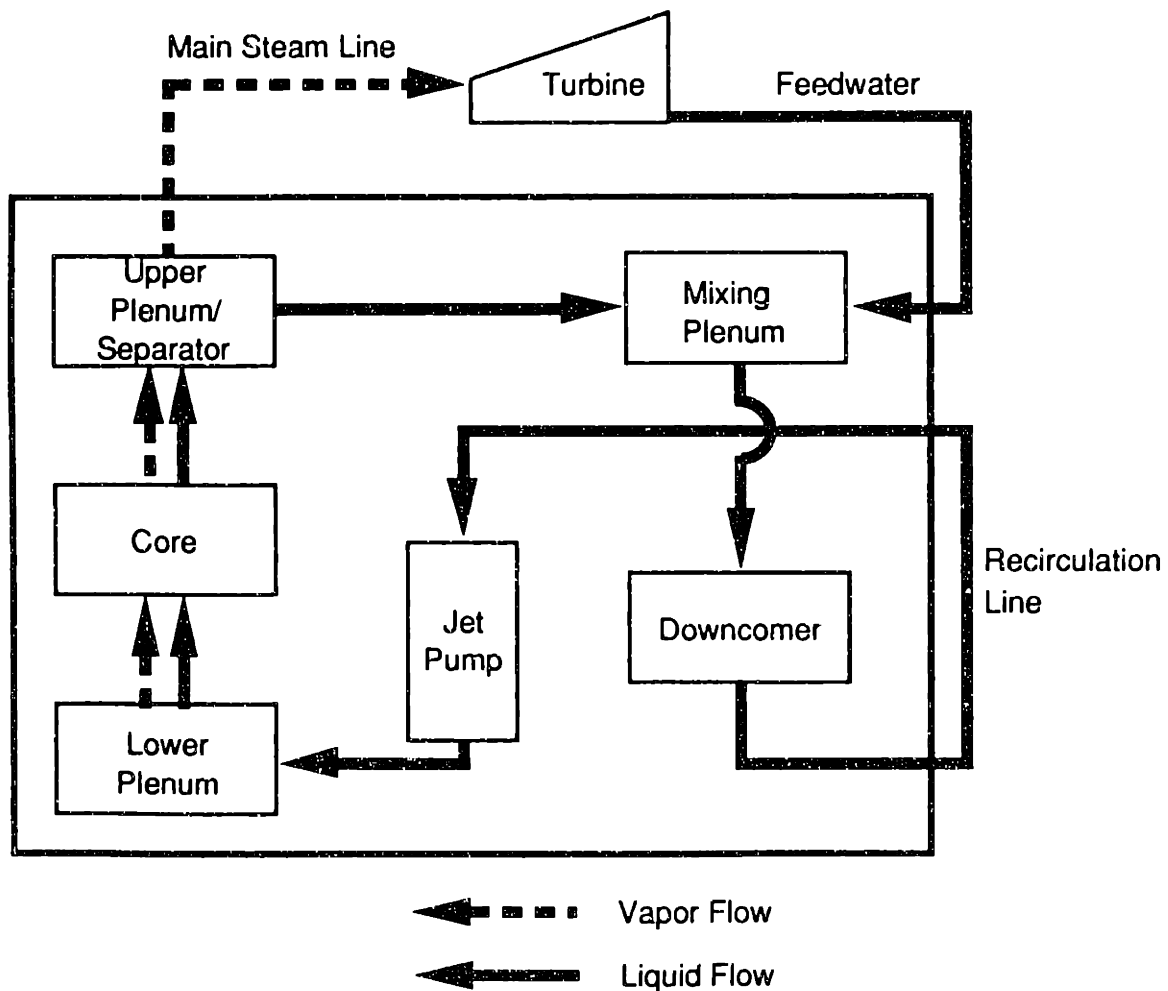 Main Steam Line
Turbine
Feedwater
Upper
Plenum/
Separator
Mixing
Plenum
Core
Jet
Pump
Downcomer
Recirculation
Line
Lower
Plenum
Vapor Flow
Liquid Flow